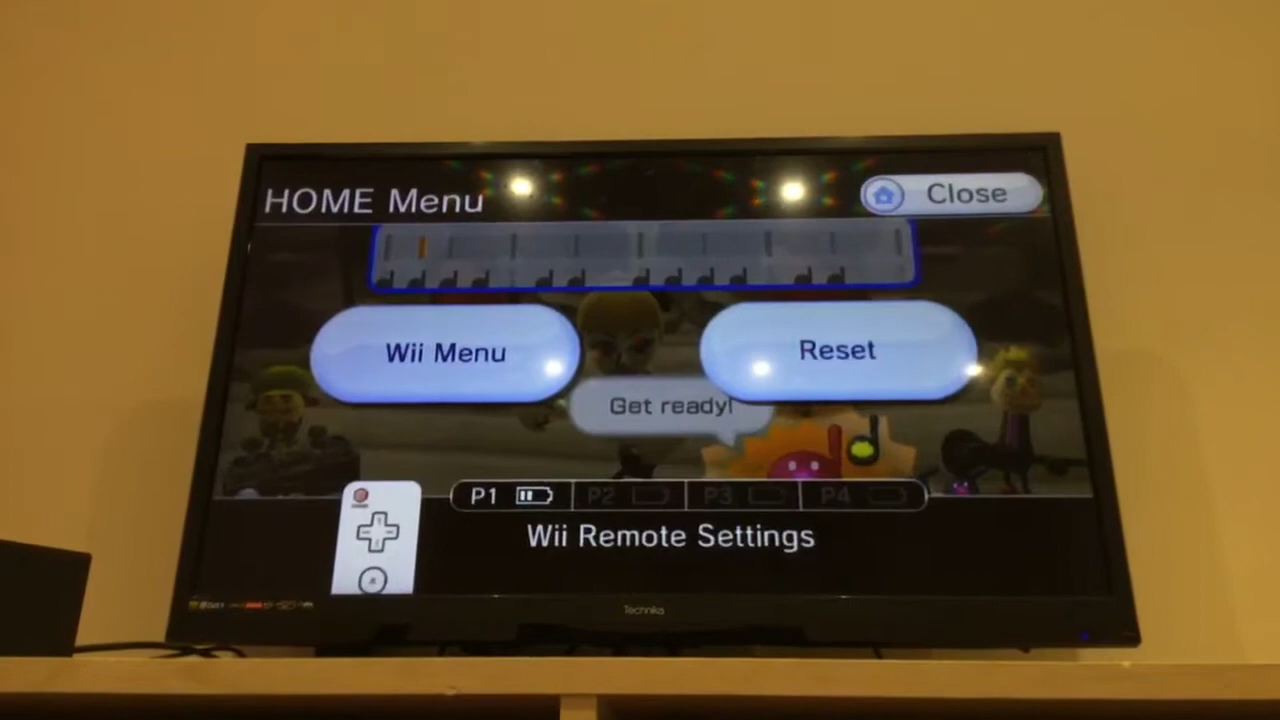 HOME Menu
Close
Wii Menu
Reset
Get ready!
P1
P2
P3
P4
Wii Remote Settings
Technika